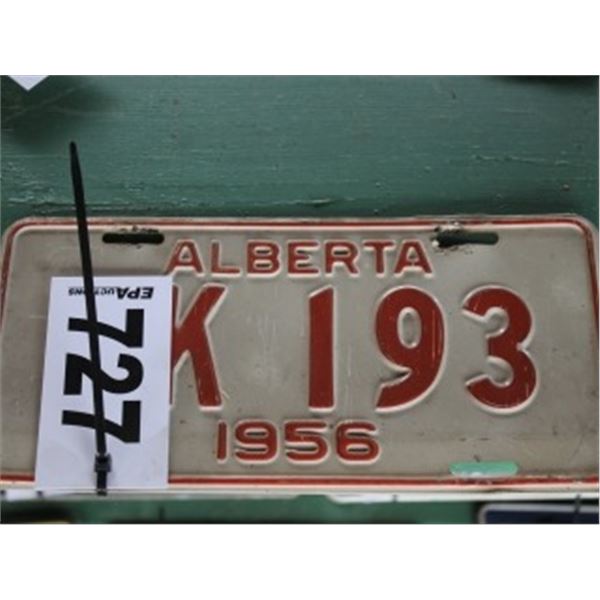 ALBERTA
K 193
1956
EPAUCTIONS
727